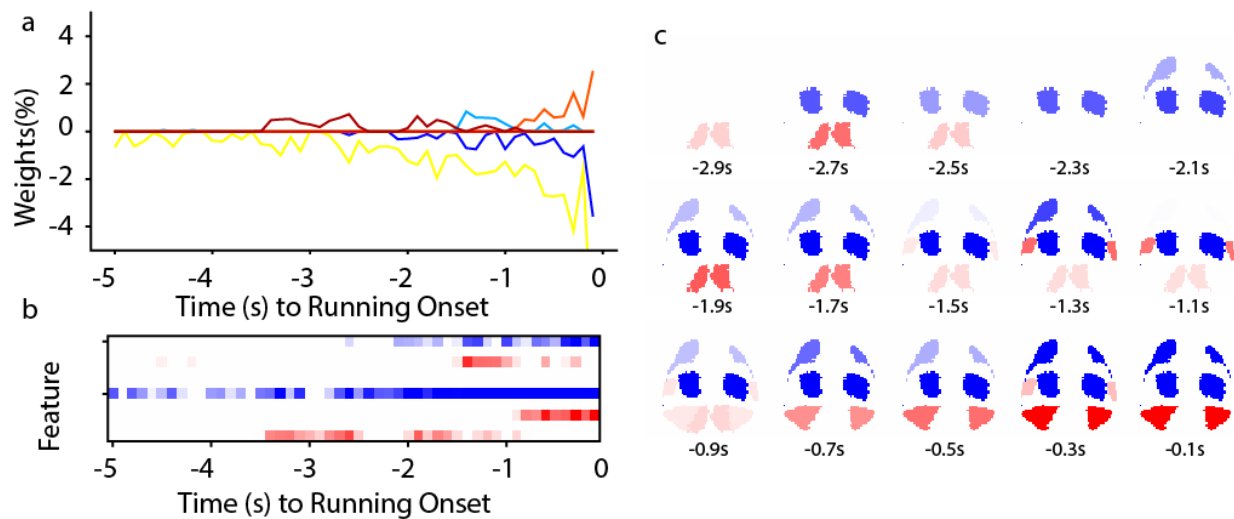 a
4
2
0
-2
-4
Weights(%)
-5 -4 -3 -2 -1 0
Time (s) to Running Onset
b
Feature
-5 -4 -3 -2 -1 0
Time (s) to Running Onset
c
-2.9s -2.7s -2.5s -2.3s -2.1s
-1.9s -1.7s -1.5s -1.3s -1.1s
-0.9s -0.7s -0.5s -0.3s -0.1s